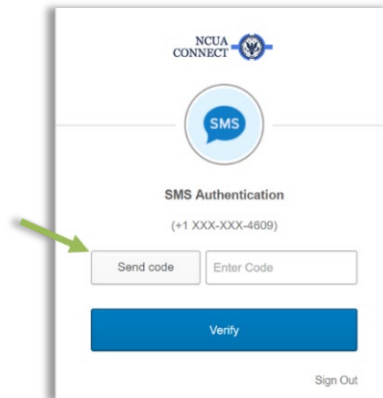 NCUA
CONNECT
SMS
SMS Authentication
(+1 XXX-XXX-4609)
Send code Enter Code
Verify
Sign Out